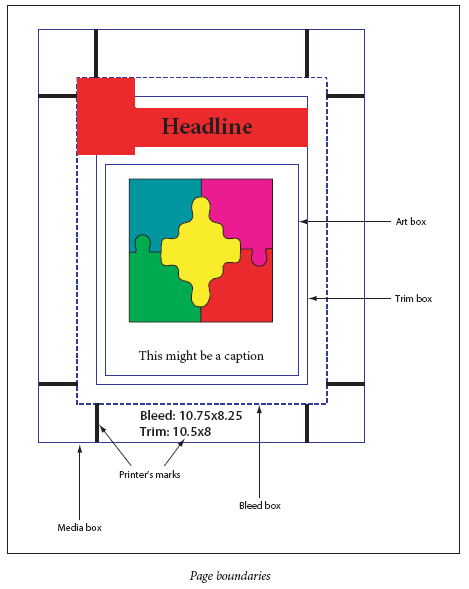 Headline
Art box
Trim box
This might be a caption
Bleed: 10.75x8.25
Trim: 10.5x8
Printer's marks
Bleed box
Media box
Page boundaries